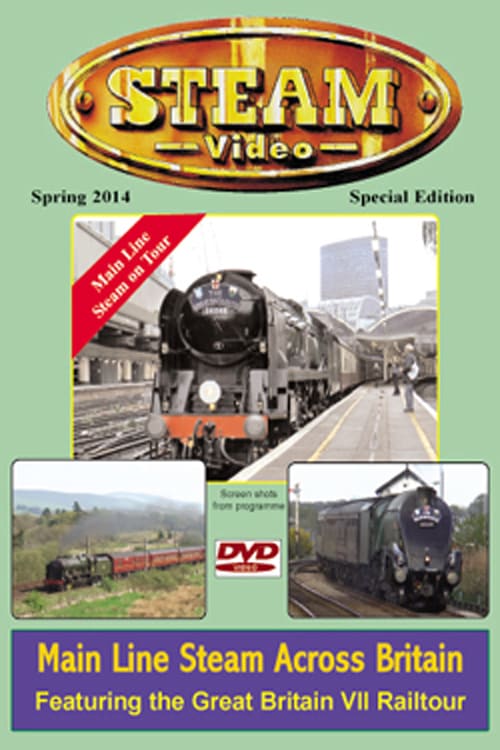 STEAM
Video
Spring 2014
Special Edition
Main Line
Steam on Tour
Screen shots
from programme
DVD
VIDEO
Main Line Steam Across Britain
Featuring the Great Britain VII Railtour